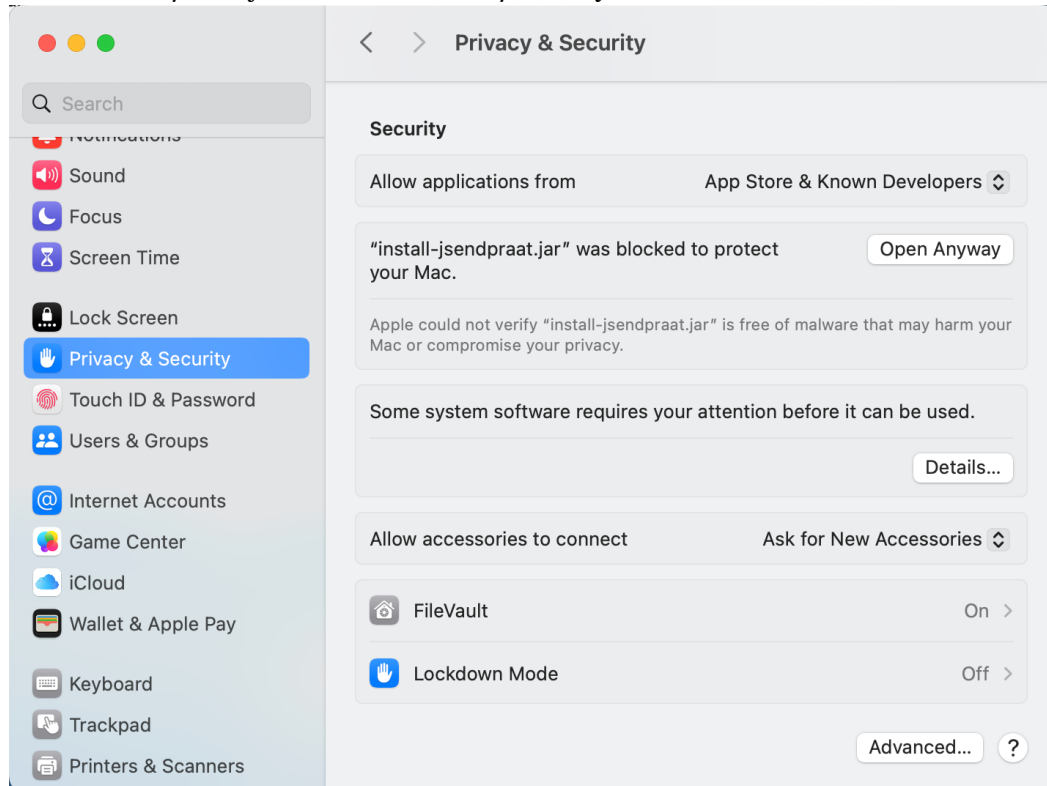 Privacy & Security
Search
Notifications
Sound
Focus
Screen Time
Lock Screen
Privacy & Security
Touch ID & Password
Users & Groups
Internet Accounts
Game Center
iCloud
Wallet & Apple Pay
Keyboard
Trackpad
Printers & Scanners
Security
Allow applications from App Store & Known Developers
“install-jsendpraat.jar” was blocked to protect
your Mac.
Open Anyway
Apple could not verify “install-jsendpraat.jar” is free of malware that may harm your
Mac or compromise your privacy.
Some system software requires your attention before it can be used.
Details...
Allow accessories to connect Ask for New Accessories
FileVault On
Lockdown Mode Off
Advanced... ?